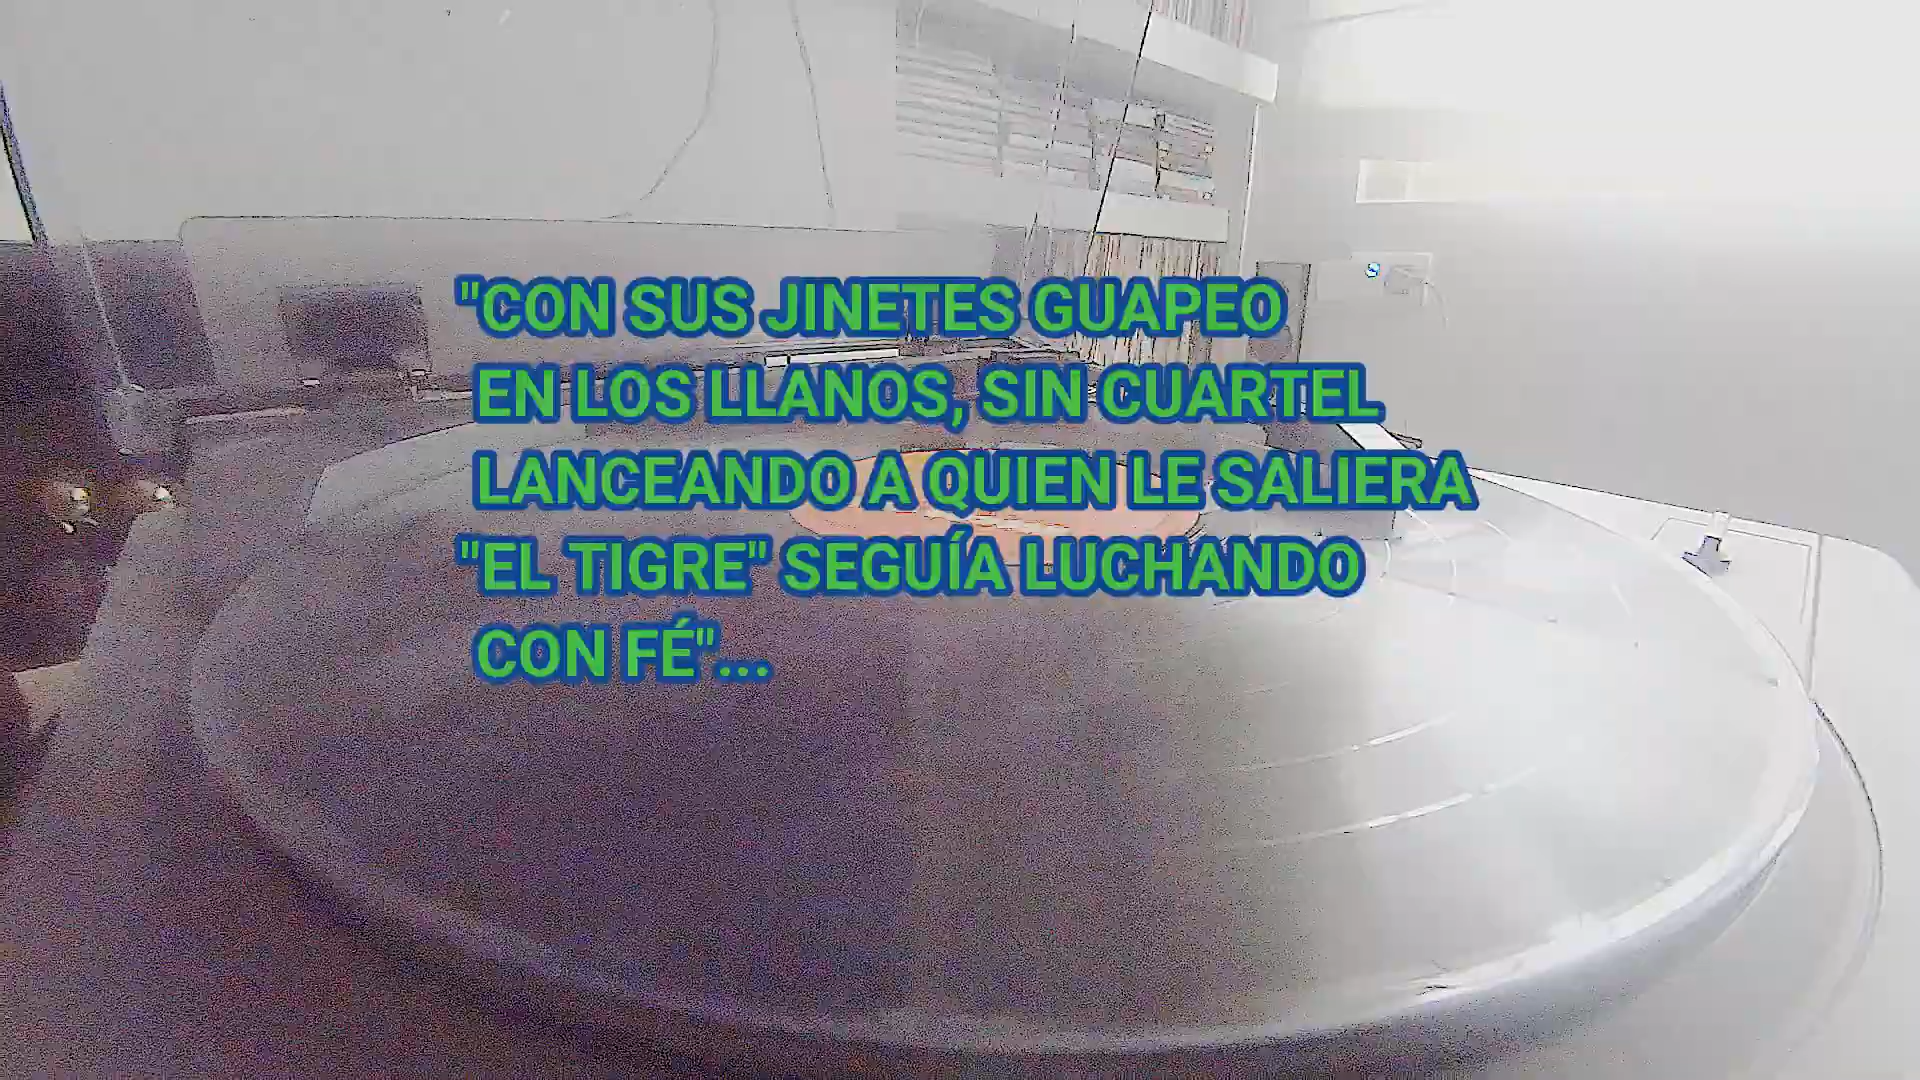 "CON SUS JINETES GUAPEO
EN LOS LLANOS, SIN CUARTEL
LANCEANDO A QUIEN LE SALIERA
"EL TIGRE" SEGUÍA LUCHANDO
CON FÉ"...